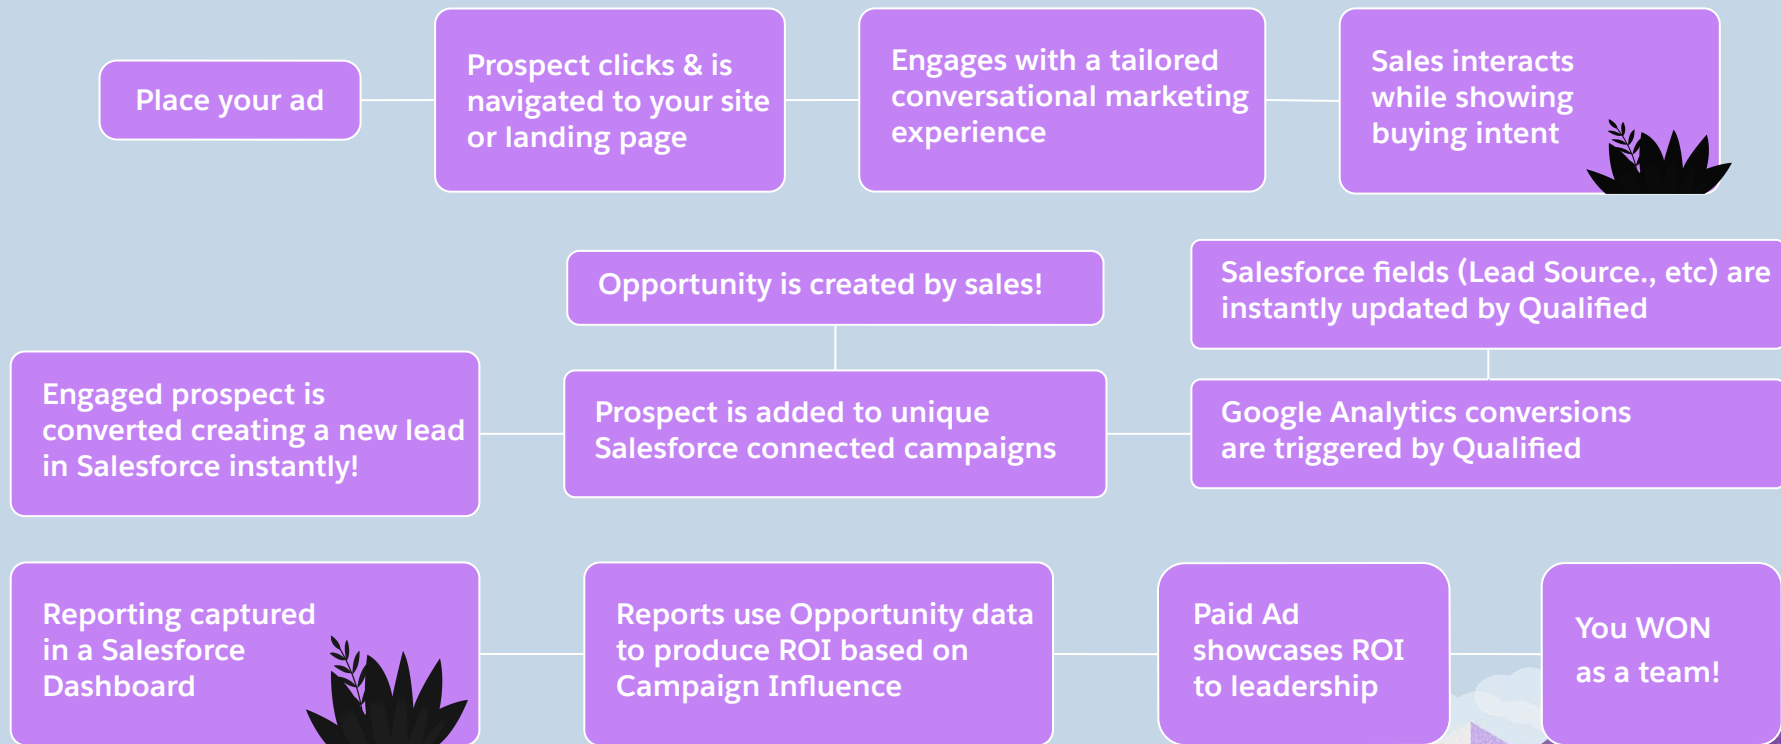 Place your ad
Prospect clicks & is
navigated to your site
or landing page
Engages with a tailored
conversational marketing
experience
Sales interacts
while showing
buying intent
Opportunity is created by sales!
Salesforce fields (Lead Source., etc) are
instantly updated by Qualified
Engaged prospect is
converted creating a new lead
in Salesforce instantly!
Prospect is added to unique
Salesforce connected campaigns
Google Analytics conversions
are triggered by Qualified
Reporting captured
in a Salesforce
Dashboard
Reports use Opportunity data
to produce ROI based on
Campaign Influence
Paid Ad
showcases ROI
to leadership
You WON
as a team!